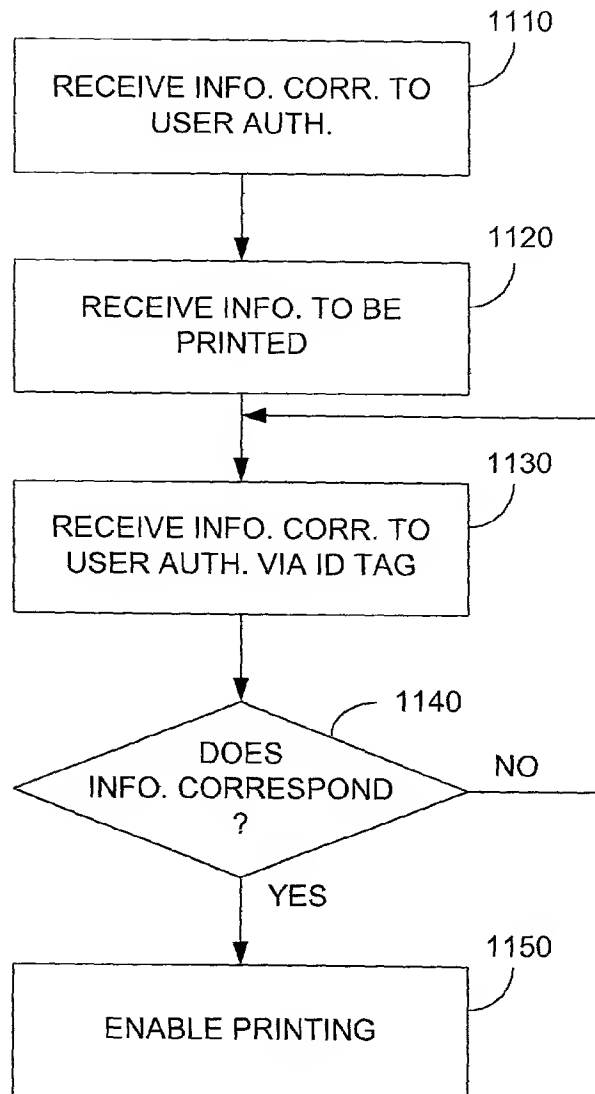 1110
RECEIVE INFO. CORR. TO
USER AUTH.
1120
RECEIVE INFO. TO BE
PRINTED
1130
RECEIVE INFO. CORR. TO
USER AUTH. VIA ID TAG
1140
DOES
INFO. CORRESPOND
?
NO
YES
1150
ENABLE PRINTING